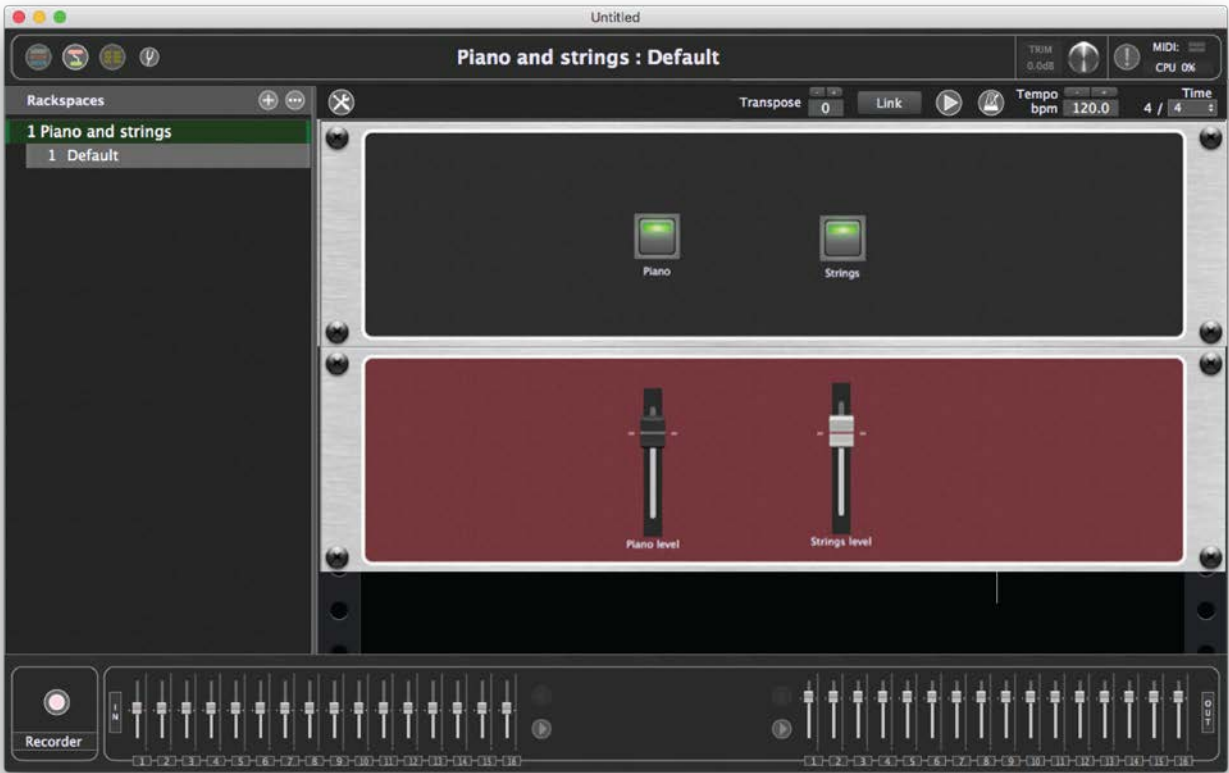 Untitled
Piano and strings : Default
TRIM
0.0dB
MIDI:
CPU 0%
Rackspaces
Transpose
- +
0
Link
Tempo
bpm
- +
120.0
Time
4 / 4
1 Piano and strings
1 Default
Piano
Strings
Piano level
Strings level
Recorder
IN
1 2 3 4 5 6 7 8 9 10 11 12 13 14 15 16
1 2 3 4 5 6 7 8 9 10 11 12 13 14 15 16
OUT